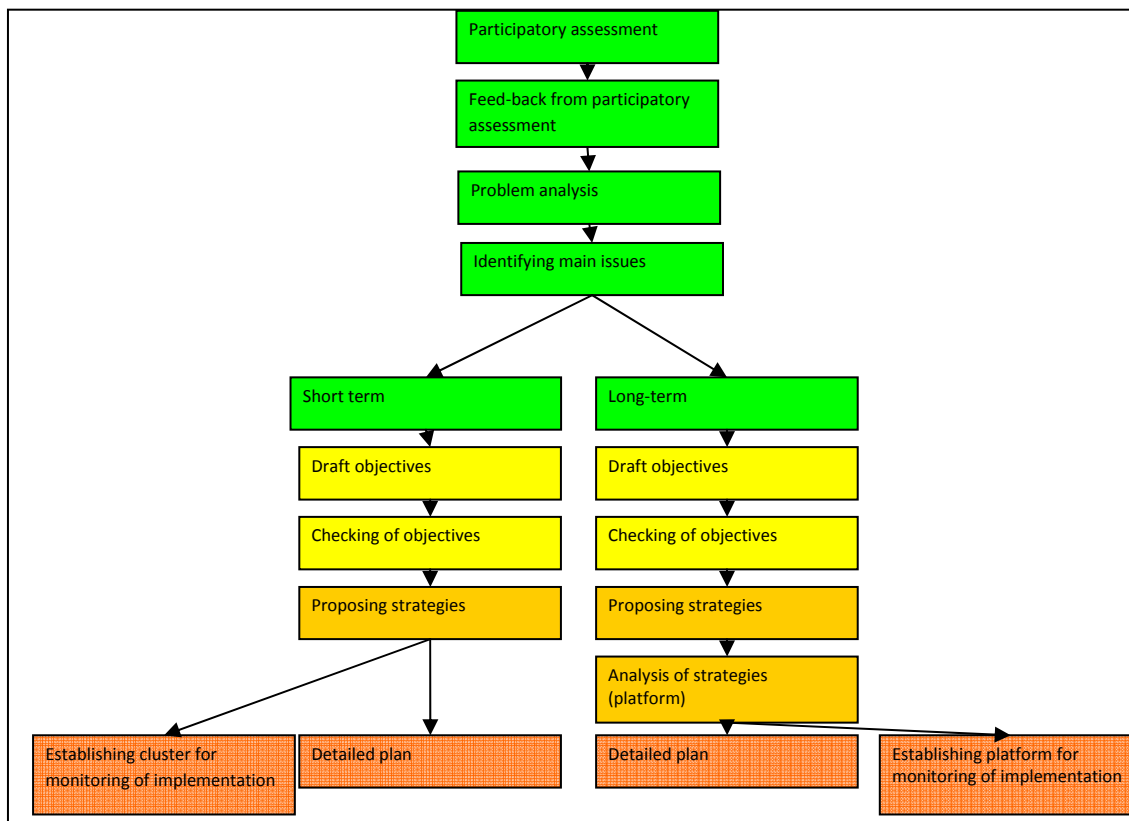 Participatory assessment
Feed-back from participatory
assessment
Problem analysis
Identifying main issues
Short term
Long-term
Draft objectives
Draft objectives
Checking of objectives
Checking of objectives
Proposing strategies
Proposing strategies
Analysis of strategies
(platform)
Establishing cluster for
monitoring of implementation
Detailed plan
Detailed plan
Establishing platform for
monitoring of implementation